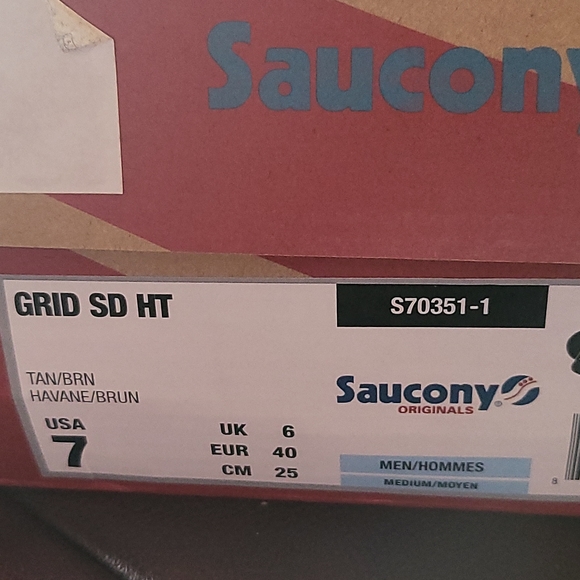 Saucony
GRID SD HT
S70351-1
TAN/BRN
HAVANE/BRUN
Saucony®
ORIGINALS
USA
7
UK 6
EUR 40
CM 25
MEN/HOMMES
MEDIUM/MOYEN
8